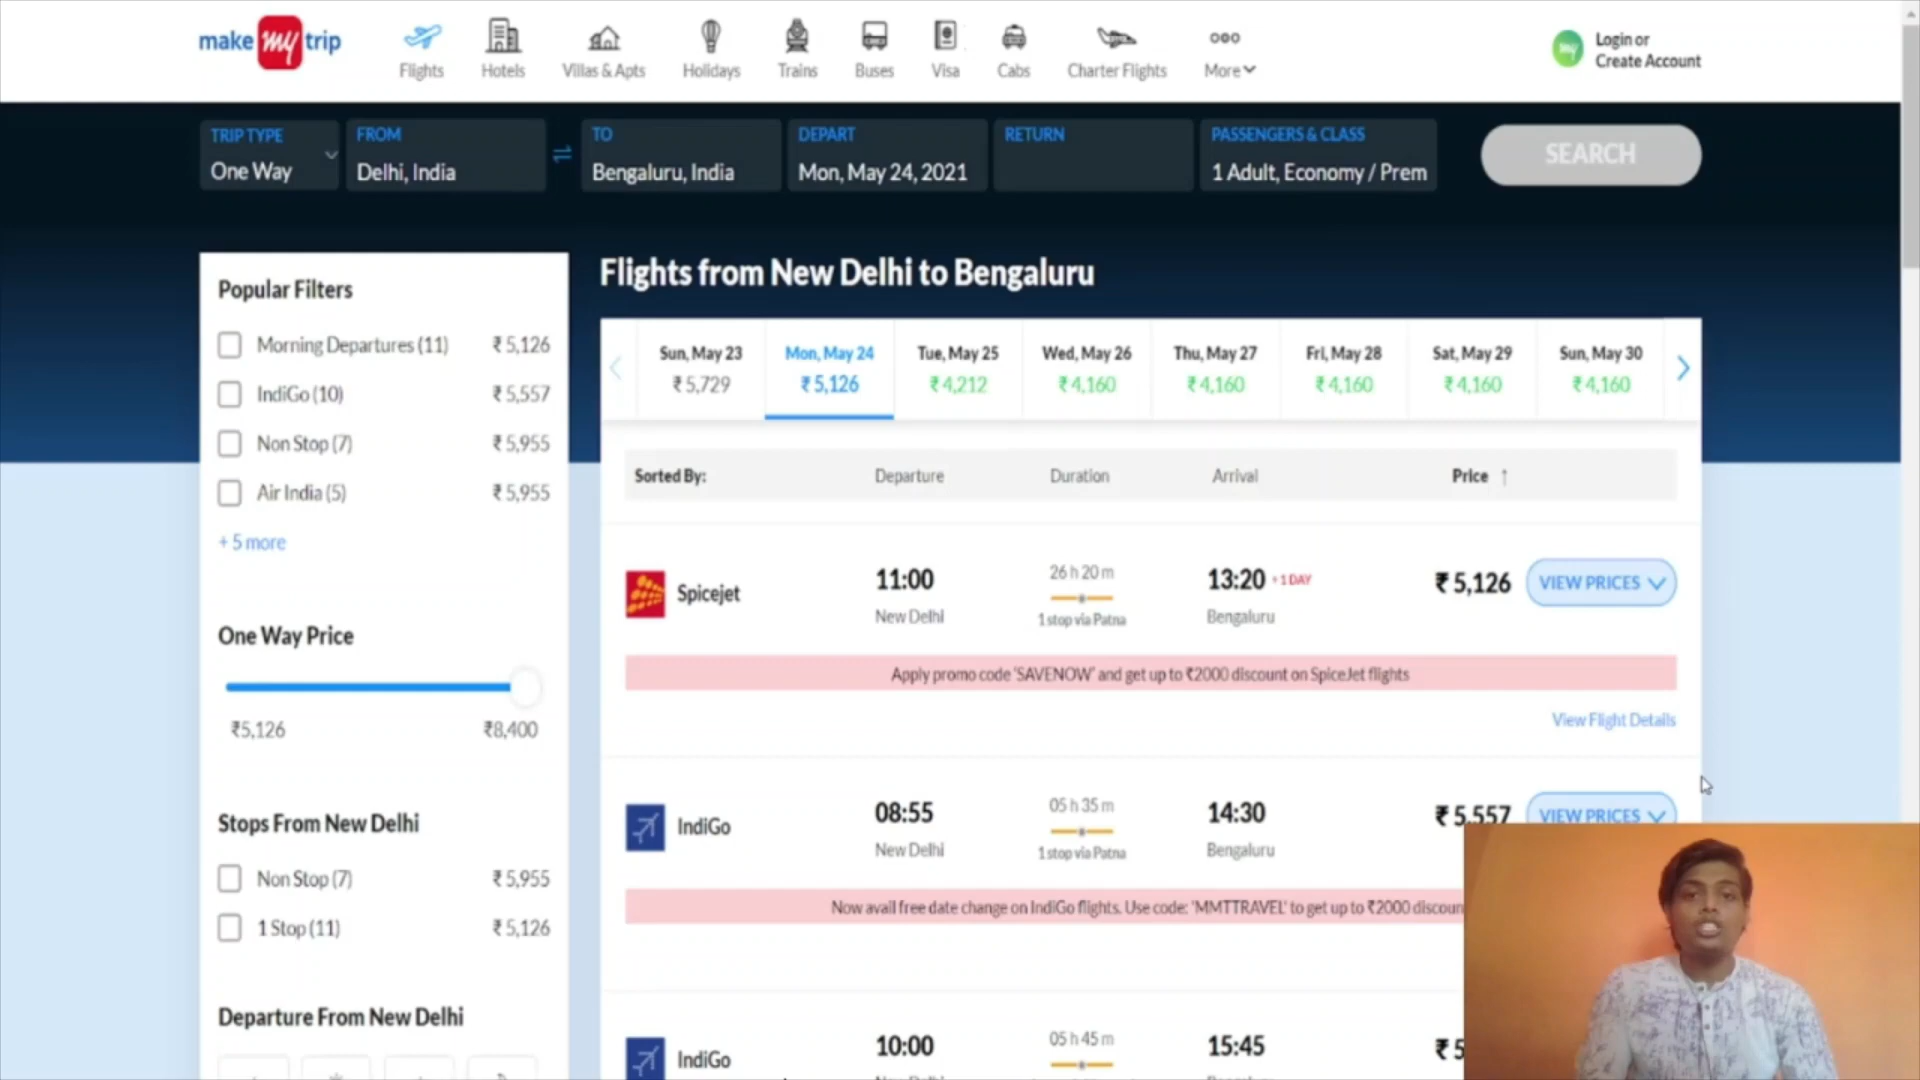 make my trip
Flights
Hotels
Villas & Apts
Holidays
Trains
Buses
Visa
Cabs
Charter Flights
More
my
Login or
Create Account
TRIP TYPE
One Way
FROM
Delhi, India
TO
Bengaluru, India
DEPART
Mon, May 24, 2021
RETURN
PASSENGERS & CLASS
1 Adult, Economy / Prem
SEARCH
Popular Filters
Morning Departures (11) ₹ 5,126
IndiGo (10) ₹ 5,557
Non Stop (7) ₹ 5,955
Air India (5) ₹ 5,955
+ 5 more
One Way Price
₹5,126 ₹8,400
Stops From New Delhi
Non Stop (7) ₹ 5,955
1 Stop (11) ₹ 5,126
Departure From New Delhi
Flights from New Delhi to Bengaluru
Sun, May 23
₹ 5,729
Mon, May 24
₹ 5,126
Tue, May 25
₹ 4,212
Wed, May 26
₹ 4,160
Thu, May 27
₹ 4,160
Fri, May 28
₹ 4,160
Sat, May 29
₹ 4,160
Sun, May 30
₹ 4,160
Sorted By: Departure Duration Arrival Price ↑
Spicejet
11:00
New Delhi
26 h 20 m
1 stop via Patna
13:20 + 1 DAY
Bengaluru
₹ 5,126
VIEW PRICES
Apply promo code 'SAVENOW' and get up to ₹2000 discount on SpiceJet flights
View Flight Details
IndiGo
08:55
New Delhi
05 h 35 m
1 stop via Patna
14:30
Bengaluru
₹ 5,557
VIEW PRICES
Now avail free date change on IndiGo flights. Use code: 'MMTTRAVEL' to get up to ₹2000 discoun
IndiGo
10:00
05 h 45 m
15:45
₹ 5